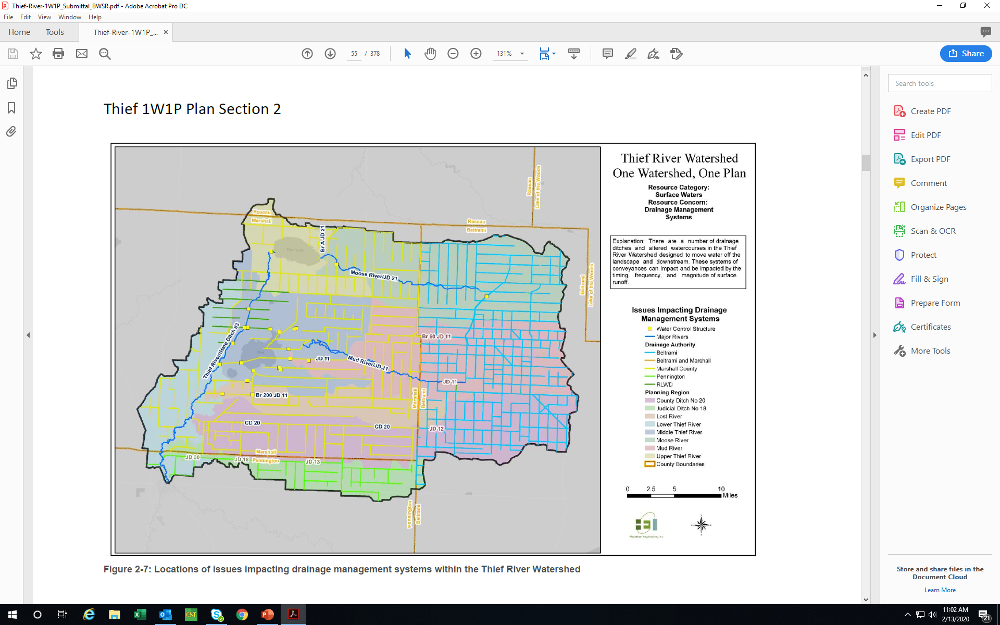 Thief-River-1W1P_Submittal_BWSR.pdf - Adobe Acrobat Pro DC
File Edit View Window Help
Home Tools Thief-River-1W1P_...
55 / 378 131%
Share
Search tools
Create PDF
Edit PDF
Export PDF
Comment
Organize Pages
Scan & OCR
Protect
Fill & Sign
Prepare Form
Certificates
More Tools
Store and share files in the
Document Cloud
Learn More
Thief 1W1P Plan Section 2
Roseau
Lake of the Woods
Roseau
Marshall
Roseau
Beltrami
Beltrami
Lake of the Woods
Br A JD 21
Moose River/JD 21
Thief River/State Ditch 83
Br 60 JD 11
JD 11
Mud River/JD 11
JD 11
Br 200 JD 11
Marshall
Beltrami
CD 20
CD 20
JD 12
Marshall
Pennington
JD 30
JD 18
JD 13
Pennington
Beltrami
Thief River Watershed
One Watershed, One Plan
Resource Category:
Surface Waters
Resource Concern:
Drainage Management
Systems
Explanation: There are a number of drainage
ditches and altered watercourses in the Thief
River Watershed designed to move water off the
landscape and downstream. These systems of
conveyances can impact and be impacted by the
timing, frequency, and magnitude of surface
runoff.
Issues Impacting Drainage
Management Systems
Water Control Structure
Major Rivers
Drainage Authority
Beltrami
Beltrami and Marshall
Marshall County
Pennington
RLWD
Planning Region
County Ditch No 20
Judicial Ditch No 18
Lost River
Lower Thief River
Middle Thief River
Moose River
Mud River
Upper Thief River
County Boundaries
0 2.5 5 10
Miles
HoustonEngineering Inc.
Figure 2-7: Locations of issues impacting drainage management systems within the Thief River Watershed
CST
11:02 AM
2/13/2020
21